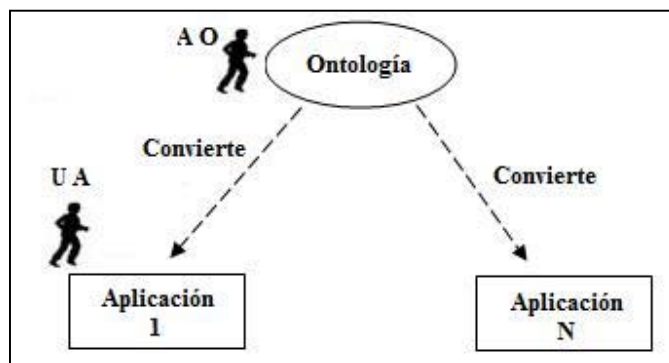 A O
Ontología
Convierte
U A
Convierte
Aplicación
1
Aplicación
N